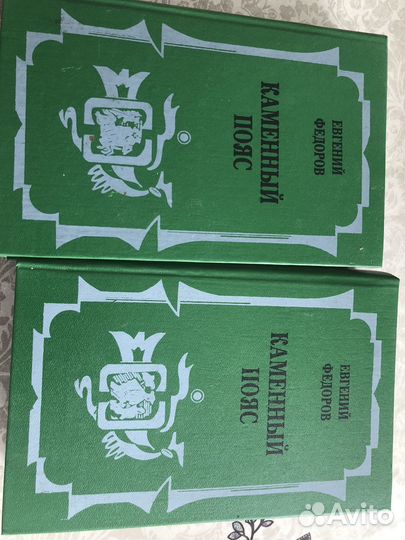 ЕВГЕНИЙ
ФЕДОРОВ
КАМЕННЫЙ
ПОЯС
ЕВГЕНИЙ
ФЕДОРОВ
КАМЕННЫЙ
ПОЯС
Avito